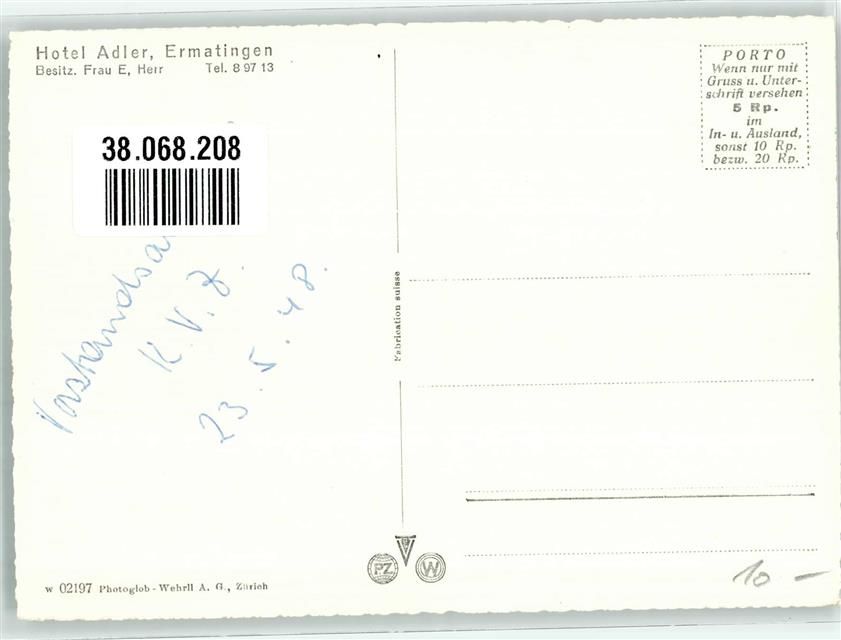 Hotel Adler, Ermatingen
Besitz. Frau E, Herr Tel. 8 97 13
38.068.208
K. V. Z.
23. 5. 48.
Fabrication suisse
PORTO
Wenn nur mit
Gruss u. Unter-
schrift versehen
5 Rp.
im
In- u. Ausland,
sonst 10 Rp.
bezw. 20 Rp.
PZ
W
10 –
w 02197 Photoglob-Wehrli A. G., Zürich